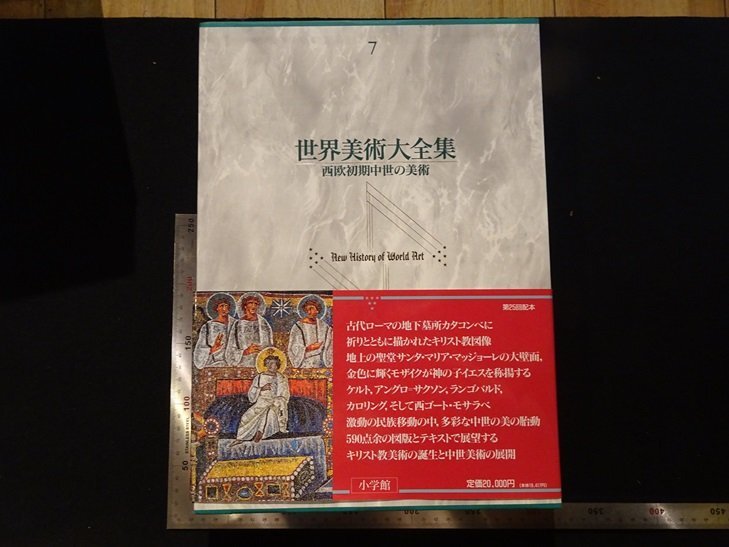 7
世界美術大全集
西欧初期中世の美術
New History of World Art
第25回配本
古代ローマの地下墓所カタコンベに
祈りとともに描かれたキリスト教図像
地上の聖堂サンタ・マリア・マッジョーレの大壁面、
金色に輝くモザイクが神の子イエスを称揚する
ケルト、アングロ=サクソン、ランゴバルド、
カロリング、そして西ゴート・モサラベ
激動の民族移動の中、多彩な中世の美の胎動
590点余の図版とテキストで展望する
キリスト教美術の誕生と中世美術の展開
小学館
定価20,000円
250
200
150
100
50
350
400
450